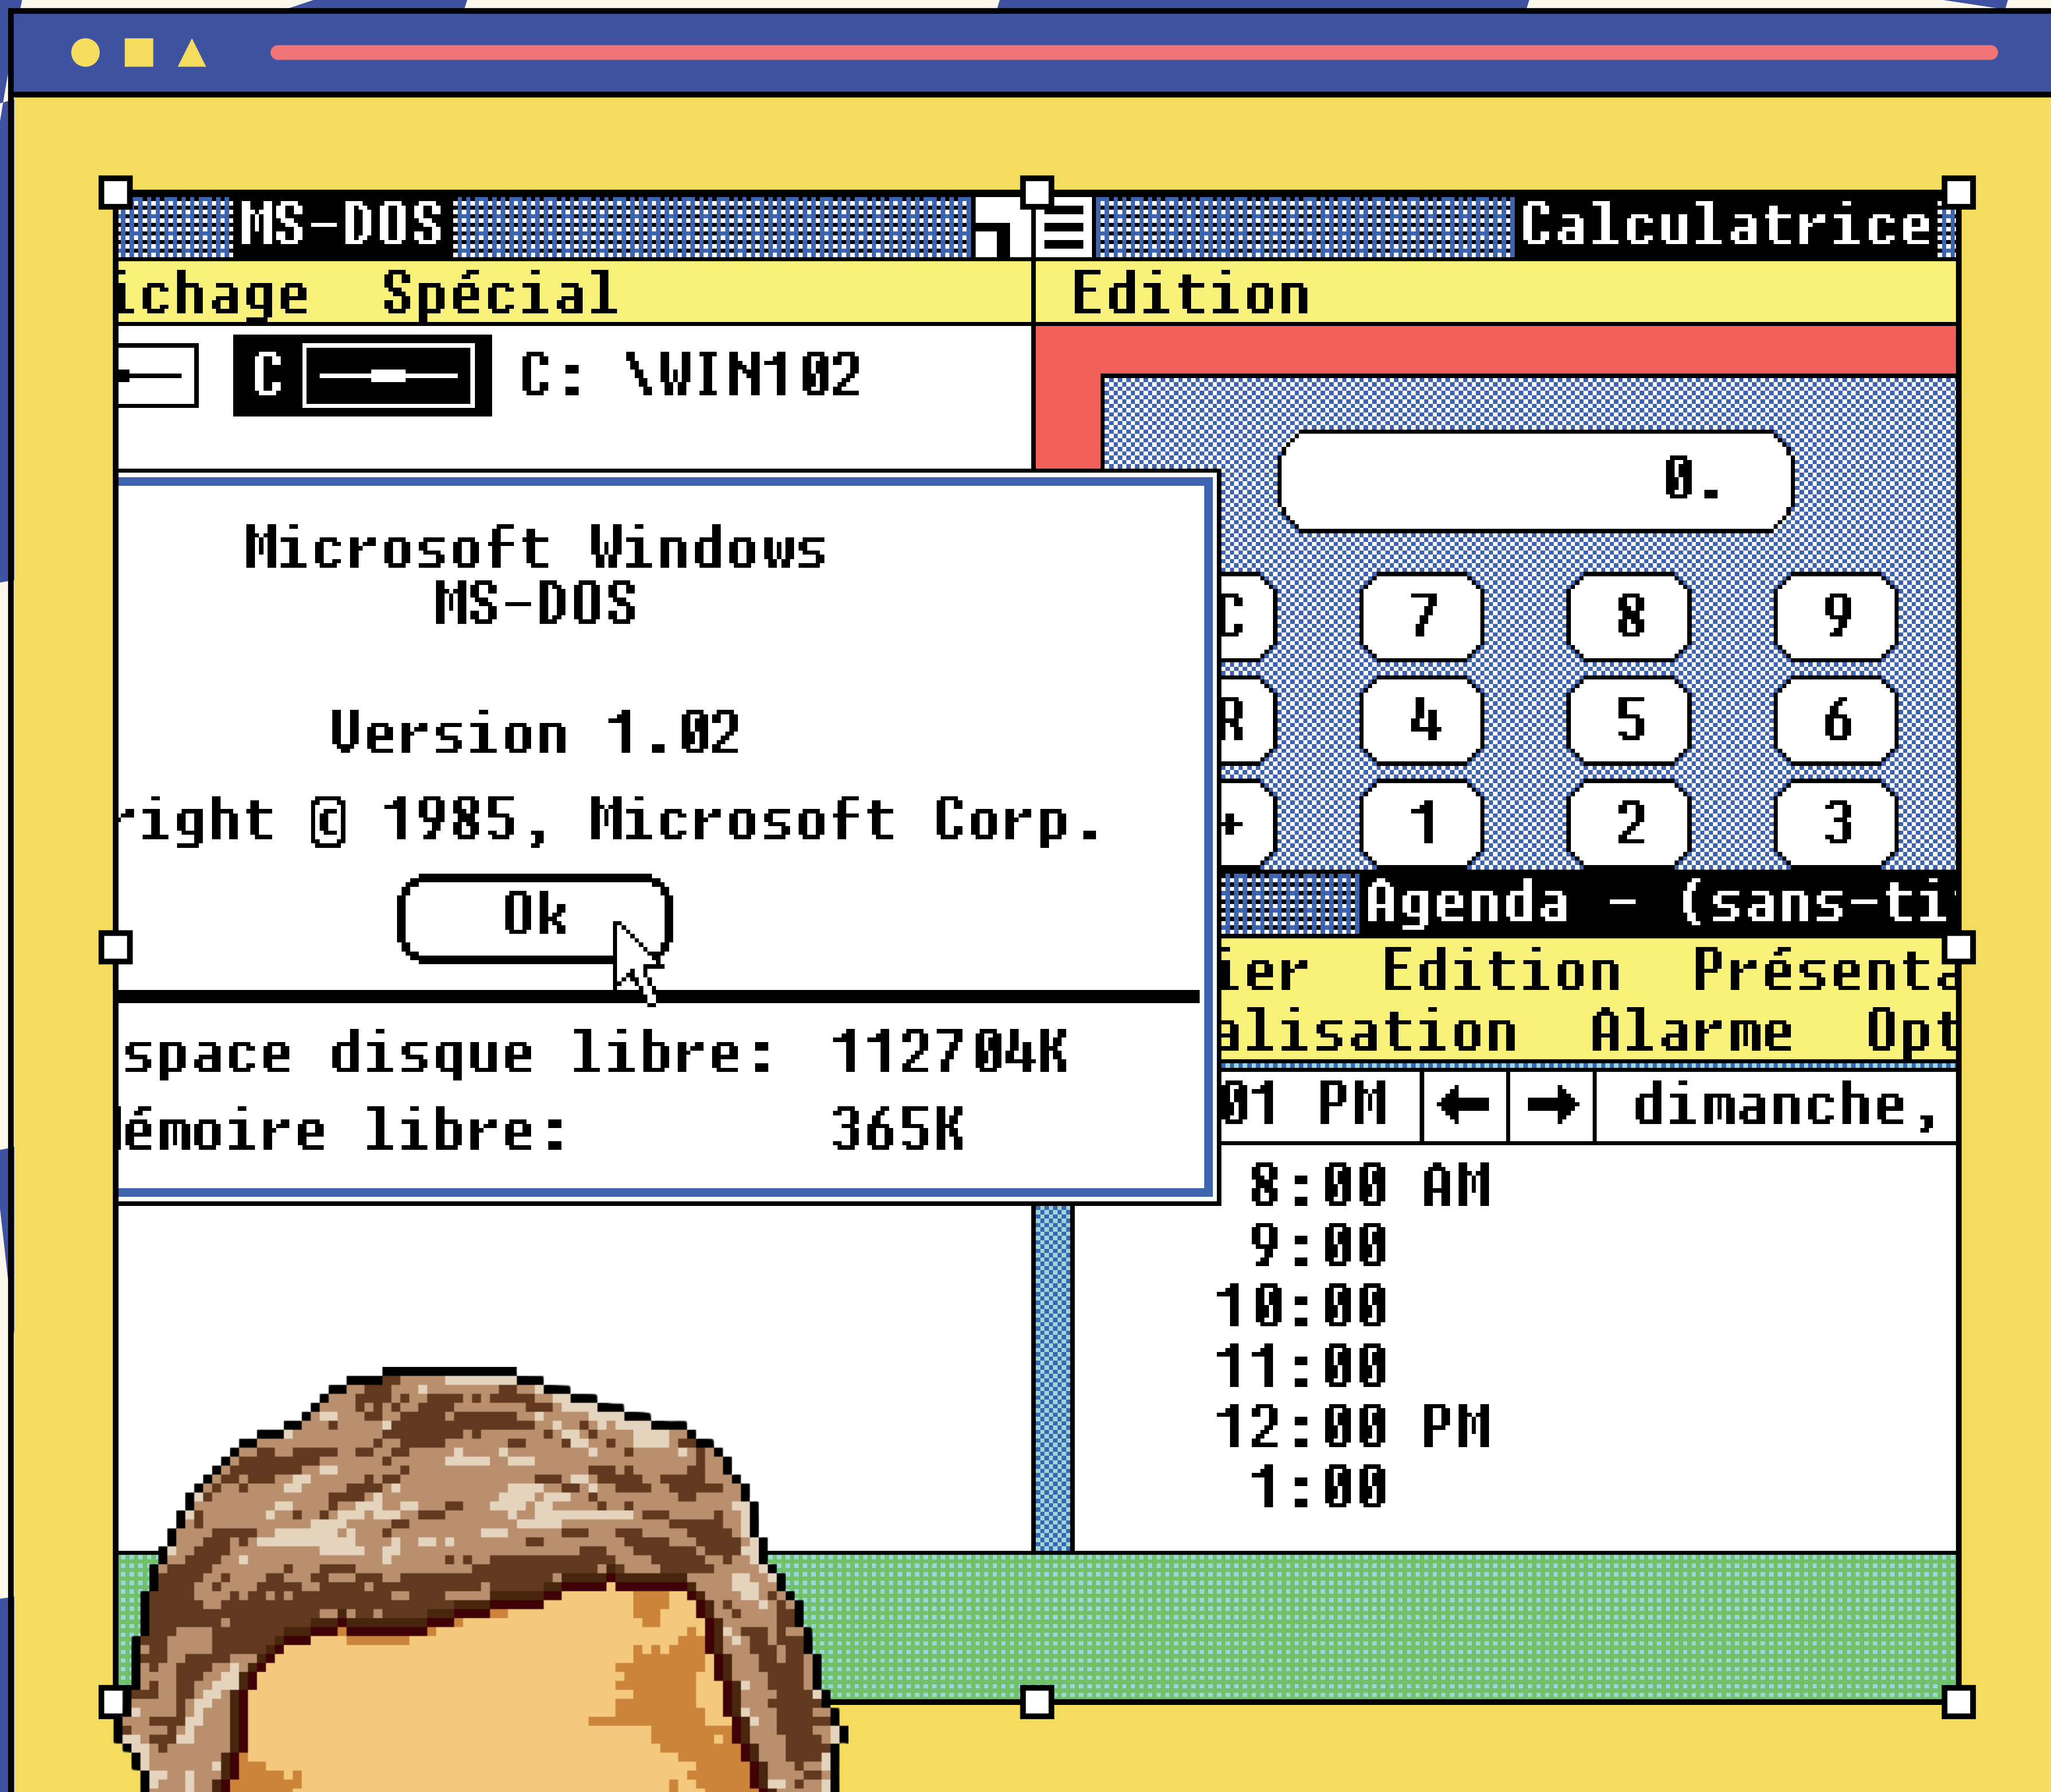 MS-DOS
ichage Spécial
C C: \WIN102
Microsoft Windows
MS-DOS
Version 1.02
right @ 1985, Microsoft Corp.
Ok
space disque libre: 112704K
émoire libre: 365K
Calculatrice
Edition
0.
C 7 8 9
R 4 5 6
+ 1 2 3
Agenda - (sans-ti
ier Edition Présenta
alisation Alarme Opt
01 PM ← → dimanche,
8:00 AM
9:00
10:00
11:00
12:00 PM
1:00